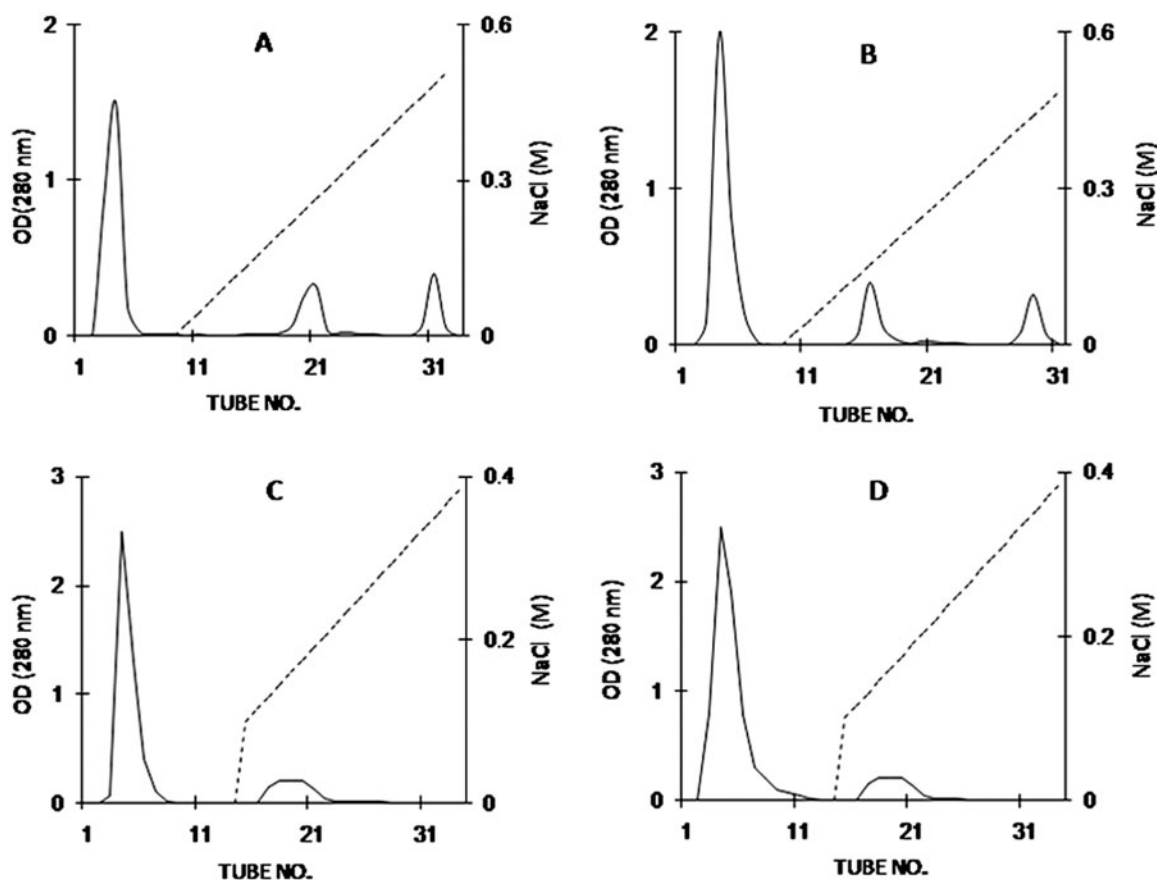 A
OD(280 nm)
2
1
0
NaCl (M)
0.6
0.3
0
1 11 21 31
TUBE NO.
B
OD (280 nm)
2
1
0
NaCl (M)
0.6
0.3
0
1 11 21 31
TUBE NO.
C
OD (280 nm)
3
2
1
0
NaCl (M)
0.4
0.2
0
1 11 21 31
TUBE NO.
D
OD (280 nm)
3
2
1
0
NaCl (M)
0.4
0.2
0
1 11 21 31
TUBE NO.